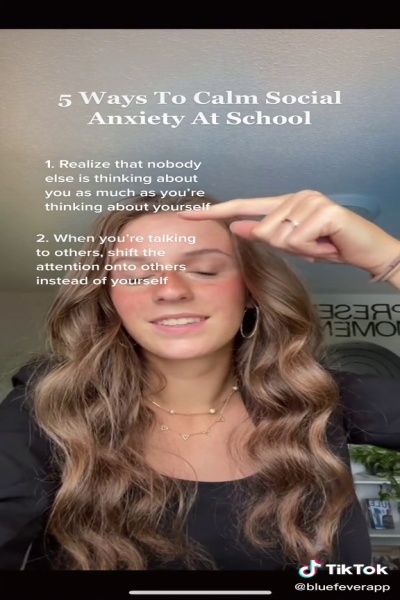 5 Ways To Calm Social
Anxiety At School
1. Realize that nobody
else is thinking about
you as much as you're
thinking about yourself
2. When you're talking
to others, shift the
attention onto others
instead of yourself
PRESE
MOMEN
TikTok
@bluefeverapp